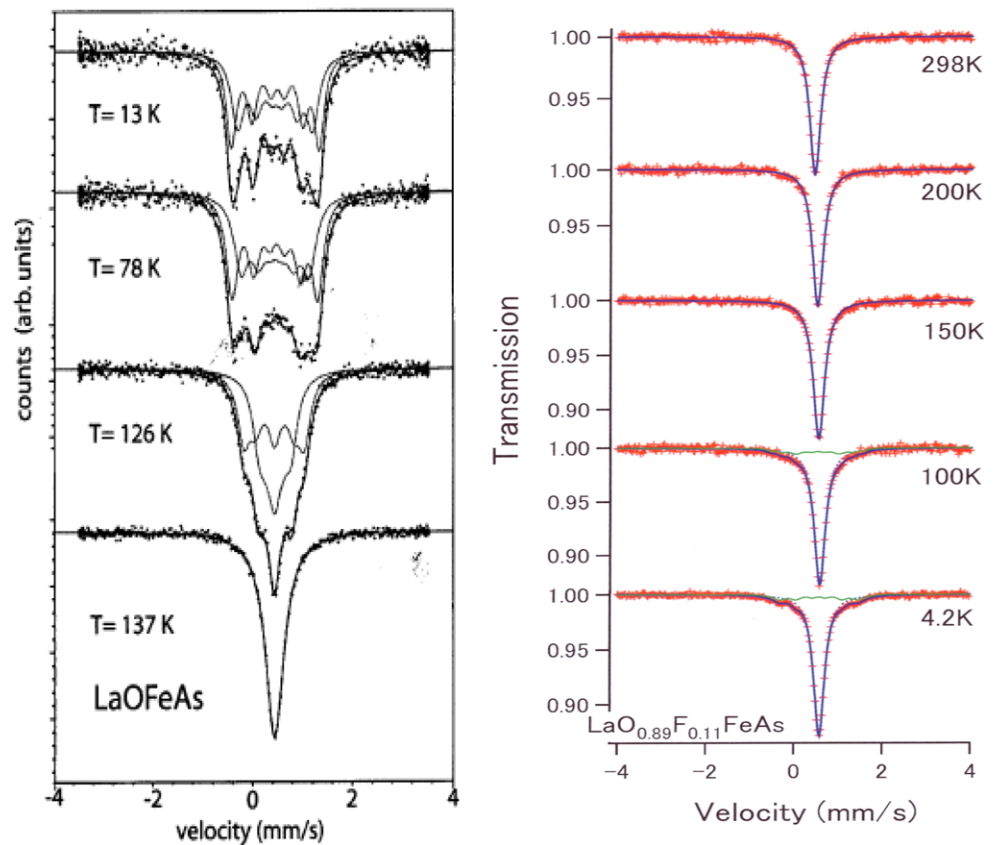 counts (arb. units)
T= 13 K
T= 78 K
T= 126 K
T= 137 K
LaOFeAs
-4
-2
0
2
4
velocity (mm/s)
Transmission
1.00
0.95
298K
1.00
0.95
200K
1.00
0.95
0.90
150K
1.00
0.95
0.90
100K
1.00
0.95
0.90
4.2K
LaO0.89F0.11FeAs
−4
−2
0
2
4
Velocity (mm/s)